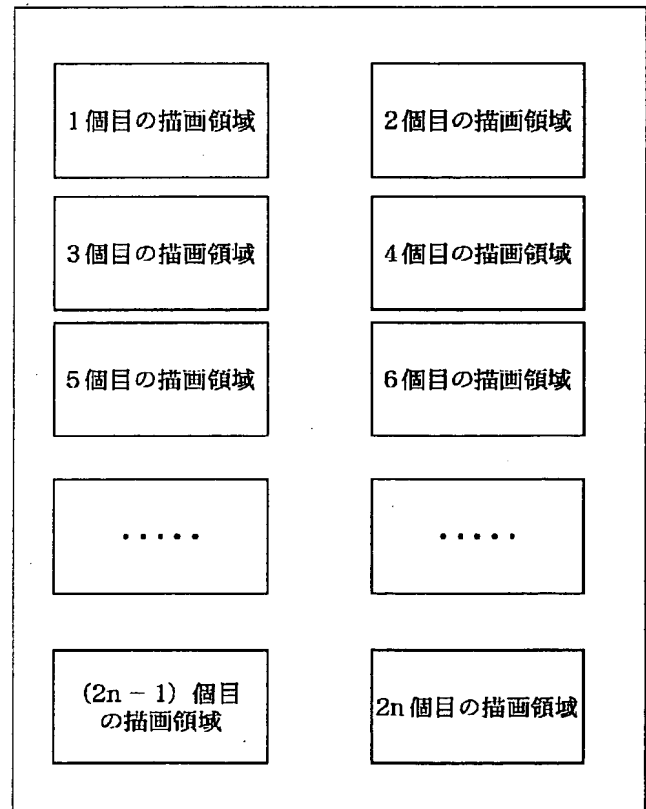 1個目の描画領域
2個目の描画領域
3個目の描画領域
4個目の描画領域
5個目の描画領域
6個目の描画領域
・・・・・
・・・・・
(2n － 1) 個目
の描画領域
2n個目の描画領域